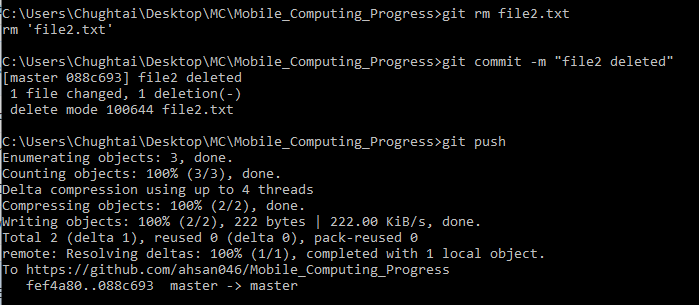 C:\Users\Chughtai\Desktop\MC\Mobile_Computing_Progress>git rm file2.txt
rm 'file2.txt'
C:\Users\Chughtai\Desktop\MC\Mobile_Computing_Progress>git commit -m "file2 deleted"
[master 088c693] file2 deleted
 1 file changed, 1 deletion(-)
 delete mode 100644 file2.txt
C:\Users\Chughtai\Desktop\MC\Mobile_Computing_Progress>git push
Enumerating objects: 3, done.
Counting objects: 100% (3/3), done.
Delta compression using up to 4 threads
Compressing objects: 100% (2/2), done.
Writing objects: 100% (2/2), 222 bytes | 222.00 KiB/s, done.
Total 2 (delta 1), reused 0 (delta 0), pack-reused 0
remote: Resolving deltas: 100% (1/1), completed with 1 local object.
To https://github.com/ahsan046/Mobile_Computing_Progress
   fef4a80..088c693  master -> master